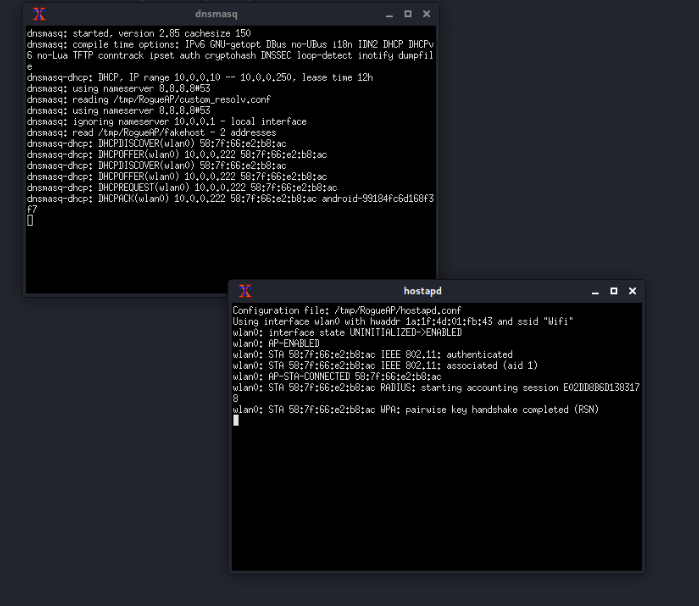 dnsmasq
dnsmasq: started, version 2.85 cachesize 150
dnsmasq: compile time options: IPv6 GNU-getopt DBus no-UBus i18n IDN2 DHCP DHCPv
6 no-Lua TFTP conntrack ipset auth cryptohash DNSSEC loop-detect inotify dumpfil
e
dnsmasq-dhcp: DHCP, IP range 10.0.0.10 -- 10.0.0.250, lease time 12h
dnsmasq: using nameserver 8.8.8.8#53
dnsmasq: reading /tmp/RogueAP/custom_resolv.conf
dnsmasq: using nameserver 8.8.8.8#53
dnsmasq: ignoring nameserver 10.0.0.1 - local interface
dnsmasq: read /tmp/RogueAP/fakehost - 2 addresses
dnsmasq-dhcp: DHCPDISCOVER(wlan0) 58:7f:66:e2:b8:ac
dnsmasq-dhcp: DHCPOFFER(wlan0) 10.0.0.222 58:7f:66:e2:b8:ac
dnsmasq-dhcp: DHCPDISCOVER(wlan0) 58:7f:66:e2:b8:ac
dnsmasq-dhcp: DHCPOFFER(wlan0) 10.0.0.222 58:7f:66:e2:b8:ac
dnsmasq-dhcp: DHCPREQUEST(wlan0) 10.0.0.222 58:7f:66:e2:b8:ac
dnsmasq-dhcp: DHCPACK(wlan0) 10.0.0.222 58:7f:66:e2:b8:ac android-99184fc6d168f3
f7
hostapd
Configuration file: /tmp/RogueAP/hostapd.conf
Using interface wlan0 with hwaddr 1a:1f:4d:01:fb:43 and ssid "Wifi"
wlan0: interface state UNINITIALIZED->ENABLED
wlan0: AP-ENABLED
wlan0: STA 58:7f:66:e2:b8:ac IEEE 802.11: authenticated
wlan0: STA 58:7f:66:e2:b8:ac IEEE 802.11: associated (aid 1)
wlan0: AP-STA-CONNECTED 58:7f:66:e2:b8:ac
wlan0: STA 58:7f:66:e2:b8:ac RADIUS: starting accounting session E02DD8B6D138317
8
wlan0: STA 58:7f:66:e2:b8:ac WPA: pairwise key handshake completed (RSN)